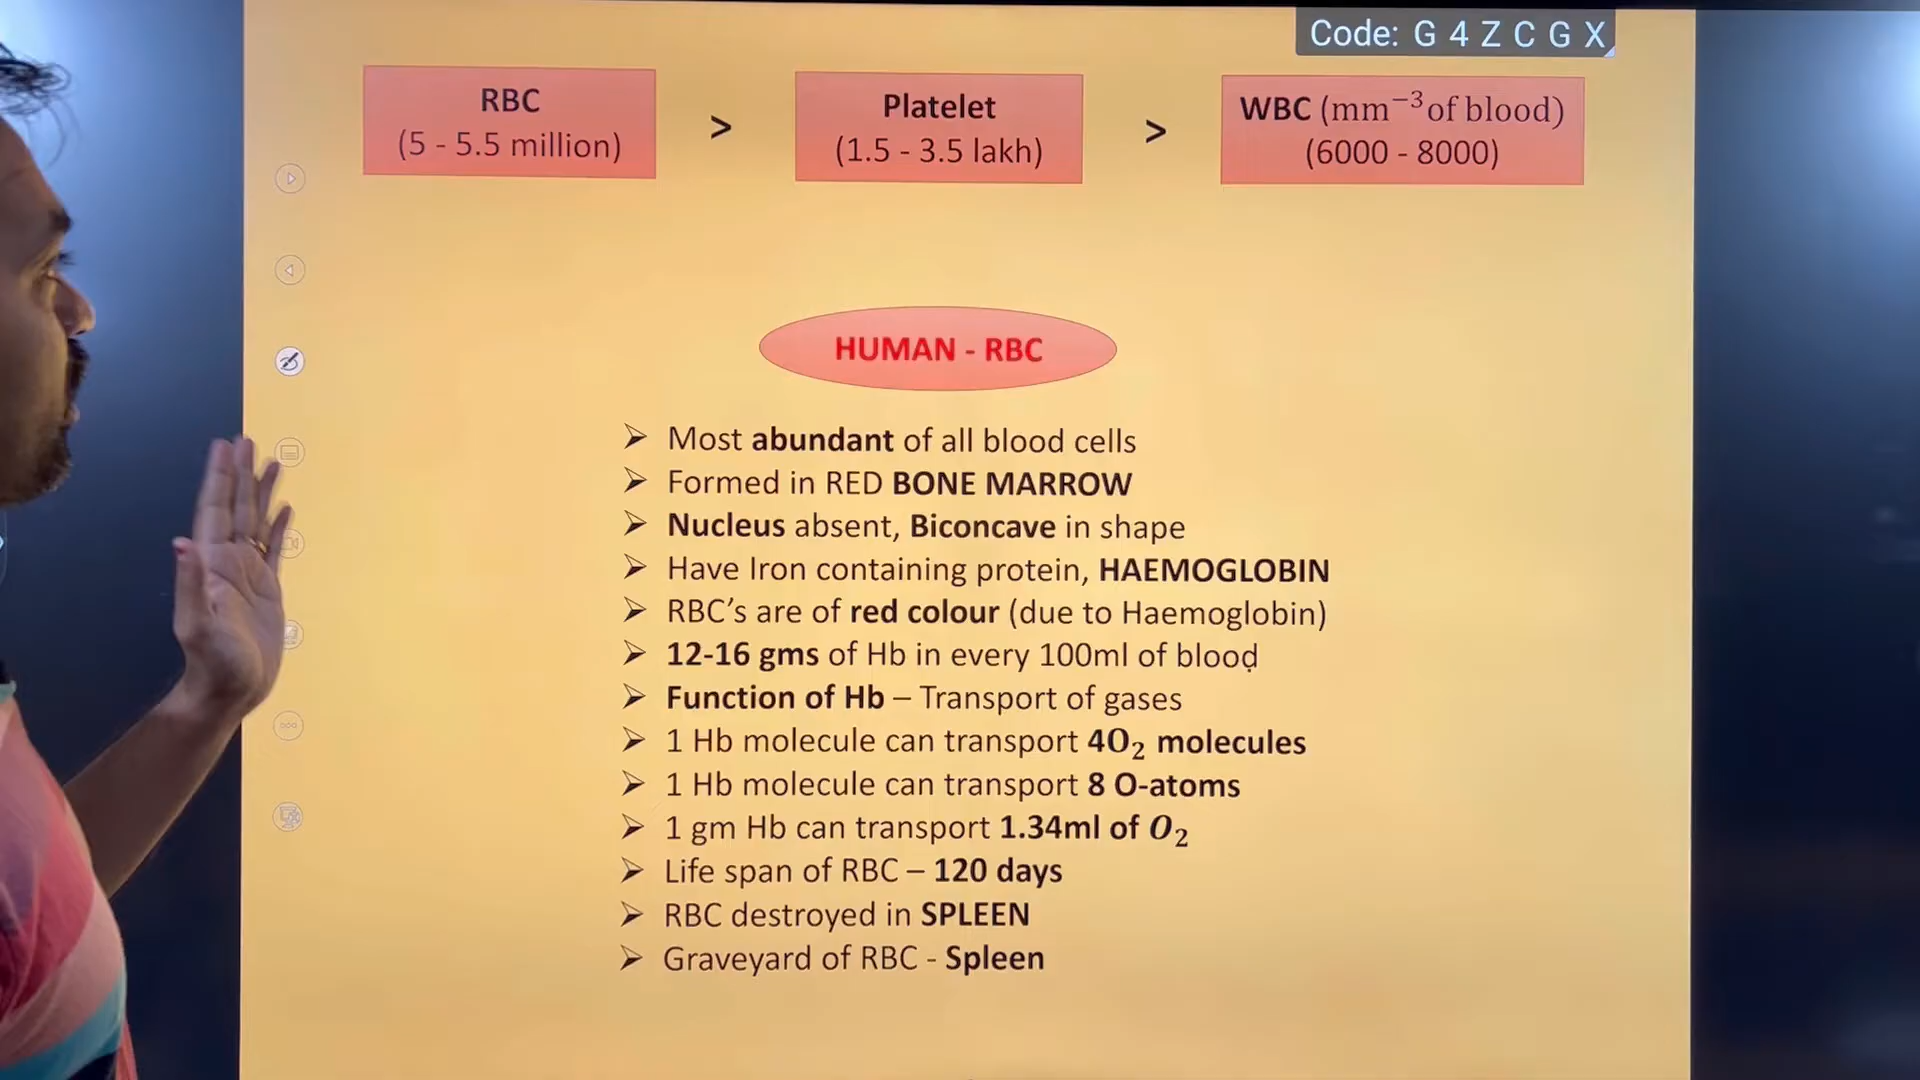 Code: G 4 Z C G X
RBC
(5 - 5.5 million)
>
Platelet
(1.5 - 3.5 lakh)
>
WBC (mm⁻³ of blood)
(6000 - 8000)
HUMAN - RBC
➢ Most abundant of all blood cells
➢ Formed in RED BONE MARROW
➢ Nucleus absent, Biconcave in shape
➢ Have Iron containing protein, HAEMOGLOBIN
➢ RBC’s are of red colour (due to Haemoglobin)
➢ 12-16 gms of Hb in every 100ml of blood
➢ Function of Hb – Transport of gases
➢ 1 Hb molecule can transport 4O₂ molecules
➢ 1 Hb molecule can transport 8 O-atoms
➢ 1 gm Hb can transport 1.34ml of O₂
➢ Life span of RBC – 120 days
➢ RBC destroyed in SPLEEN
➢ Graveyard of RBC - Spleen